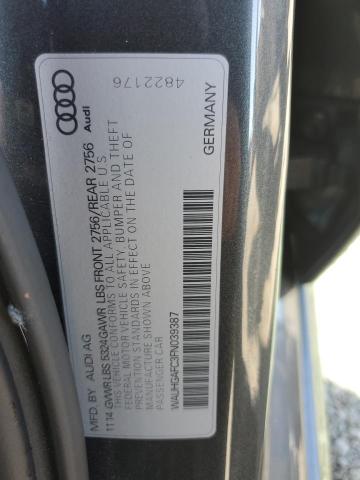 MFD. BY AUDI AG
11 14 GWWR LBS 5324 GAWR LBS FRONT 2756/REAR 2756
THIS VEHICLE CONFORMS TO ALL APPLICABLE U.S.
FEDERAL MOTOR VEHICLE SAFETY, BUMPER AND THEFT
PREVENTION STANDARDS IN EFFECT ON THE DATE OF
MANUFACTURE SHOWN ABOVE
PASSENGER CAR
WAUHGAFC3FN039387
GERMANY
Audi
4822176